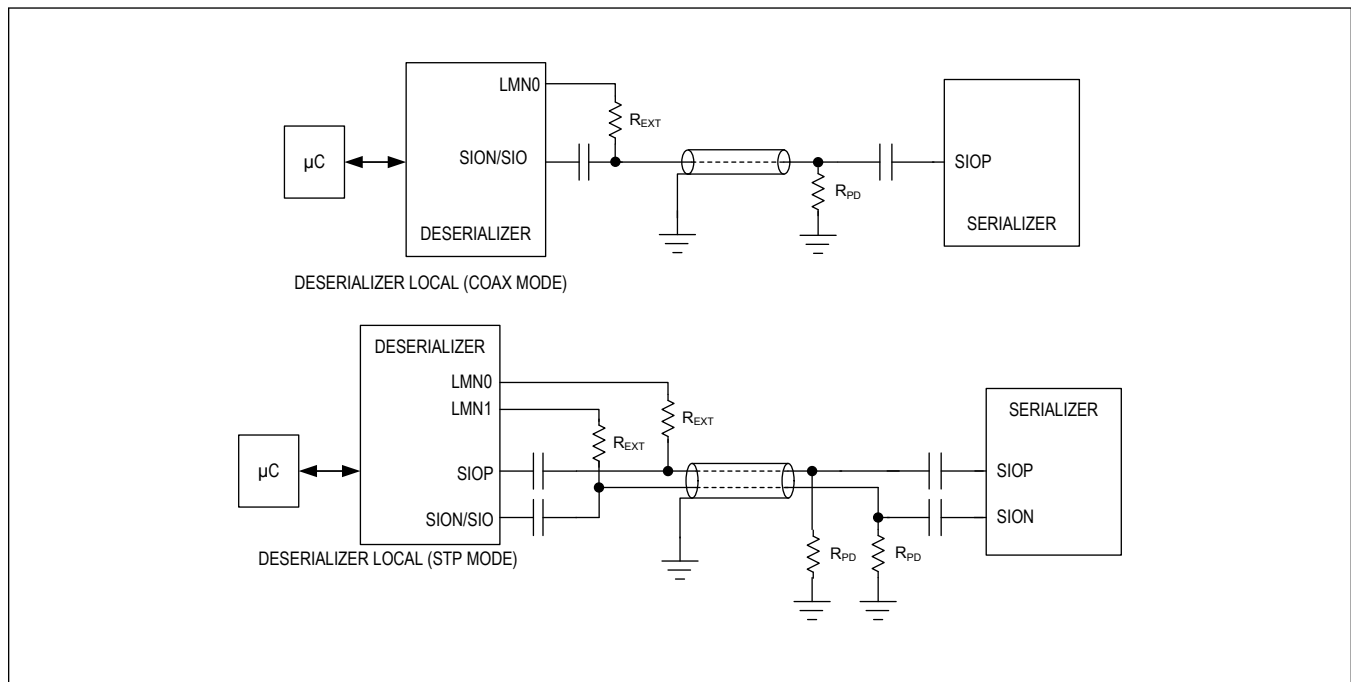 LMN0
R_EXT
µC
SION/SIO
SIOP
R_PD
DESERIALIZER
SERIALIZER
DESERIALIZER LOCAL (COAX MODE)
DESERIALIZER
LMN0
LMN1
R_EXT
R_EXT
SERIALIZER
µC
SIOP
SIOP
SION/SIO
SION
DESERIALIZER LOCAL (STP MODE)
R_PD
R_PD